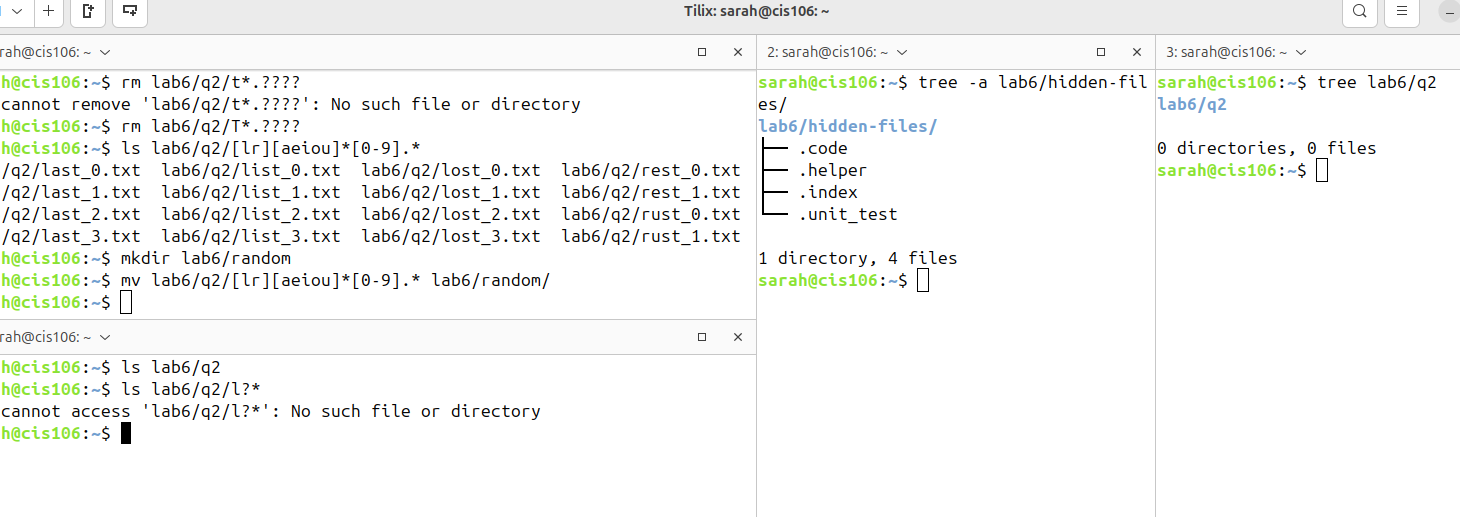 Tilix: sarah@cis106: ~
rah@cis106: ~
h@cis106:~$ rm lab6/q2/t*.????
cannot remove 'lab6/q2/t*.????': No such file or directory
h@cis106:~$ rm lab6/q2/T*.????
h@cis106:~$ ls lab6/q2/[lr][aeiou]*[0-9].*
/q2/last_0.txt  lab6/q2/list_0.txt  lab6/q2/lost_0.txt  lab6/q2/rest_0.txt
/q2/last_1.txt  lab6/q2/list_1.txt  lab6/q2/lost_1.txt  lab6/q2/rest_1.txt
/q2/last_2.txt  lab6/q2/list_2.txt  lab6/q2/lost_2.txt  lab6/q2/rust_0.txt
/q2/last_3.txt  lab6/q2/list_3.txt  lab6/q2/lost_3.txt  lab6/q2/rust_1.txt
h@cis106:~$ mkdir lab6/random
h@cis106:~$ mv lab6/q2/[lr][aeiou]*[0-9].* lab6/random/
h@cis106:~$
rah@cis106: ~
h@cis106:~$ ls lab6/q2
h@cis106:~$ ls lab6/q2/l?*
cannot access 'lab6/q2/l?*': No such file or directory
h@cis106:~$
2: sarah@cis106: ~
sarah@cis106:~$ tree -a lab6/hidden-fil
es/
lab6/hidden-files/
├── .code
├── .helper
├── .index
└── .unit_test
1 directory, 4 files
sarah@cis106:~$
3: sarah@cis106: ~
sarah@cis106:~$ tree lab6/q2
lab6/q2
0 directories, 0 files
sarah@cis106:~$